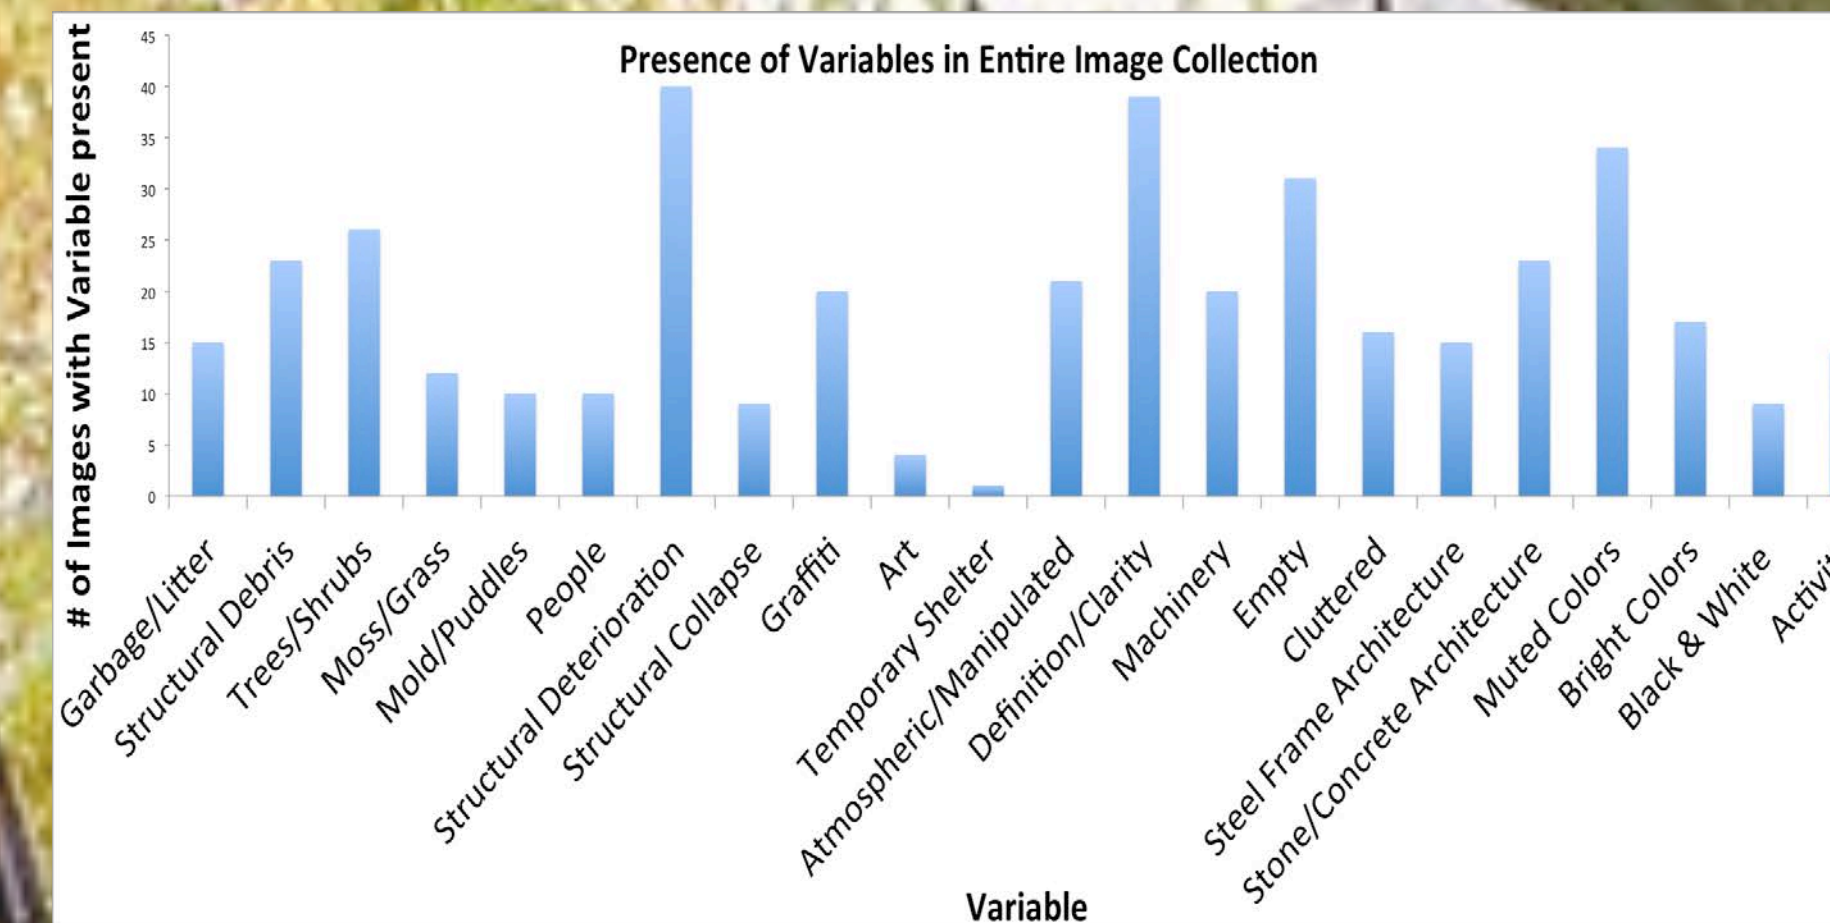 Presence of Variables in Entire Image Collection
# of Images with Variable present
45
40
35
30
25
20
15
10
5
0
Garbage/Litter
Structural Debris
Trees/Shrubs
Moss/Grass
Mold/Puddles
People
Structural Deterioration
Structural Collapse
Graffiti
Art
Temporary Shelter
Atmospheric/Manipulated
Definition/Clarity
Machinery
Empty
Cluttered
Steel Frame Architecture
Stone/Concrete Architecture
Muted Colors
Bright Colors
Black & White
Variable